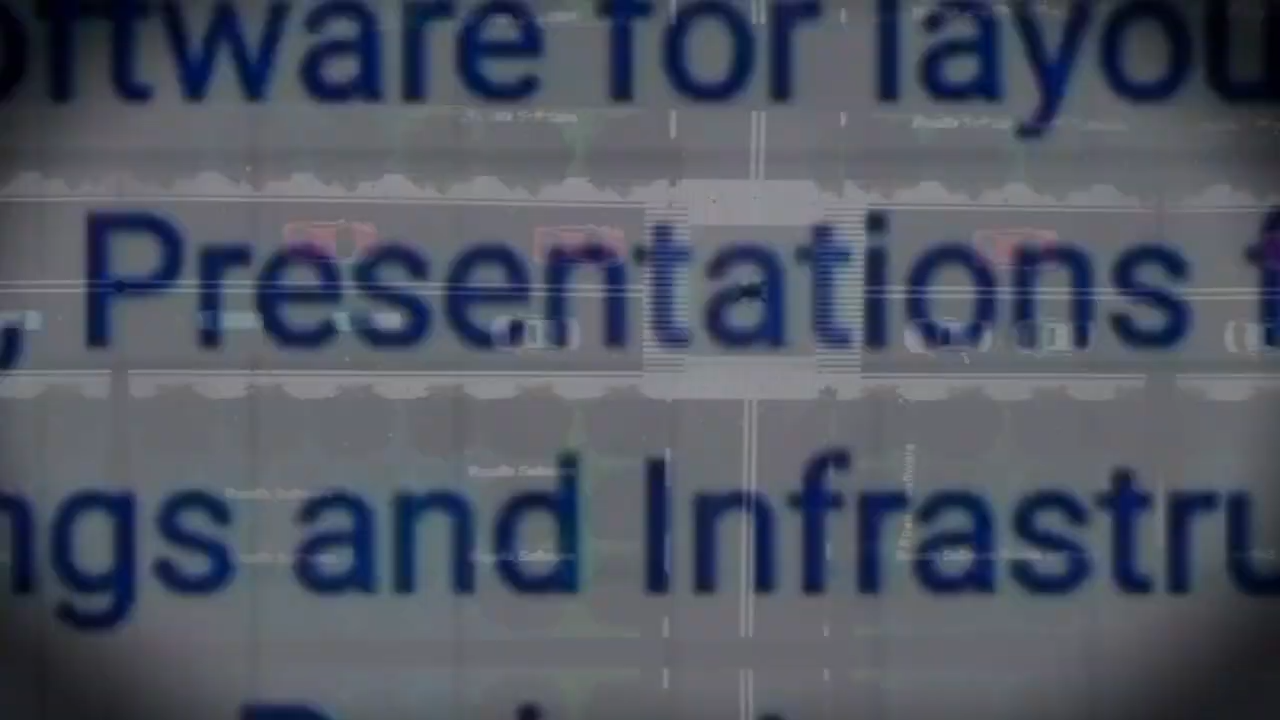 oftware for layou
, Presentations f
ngs and Infrastru